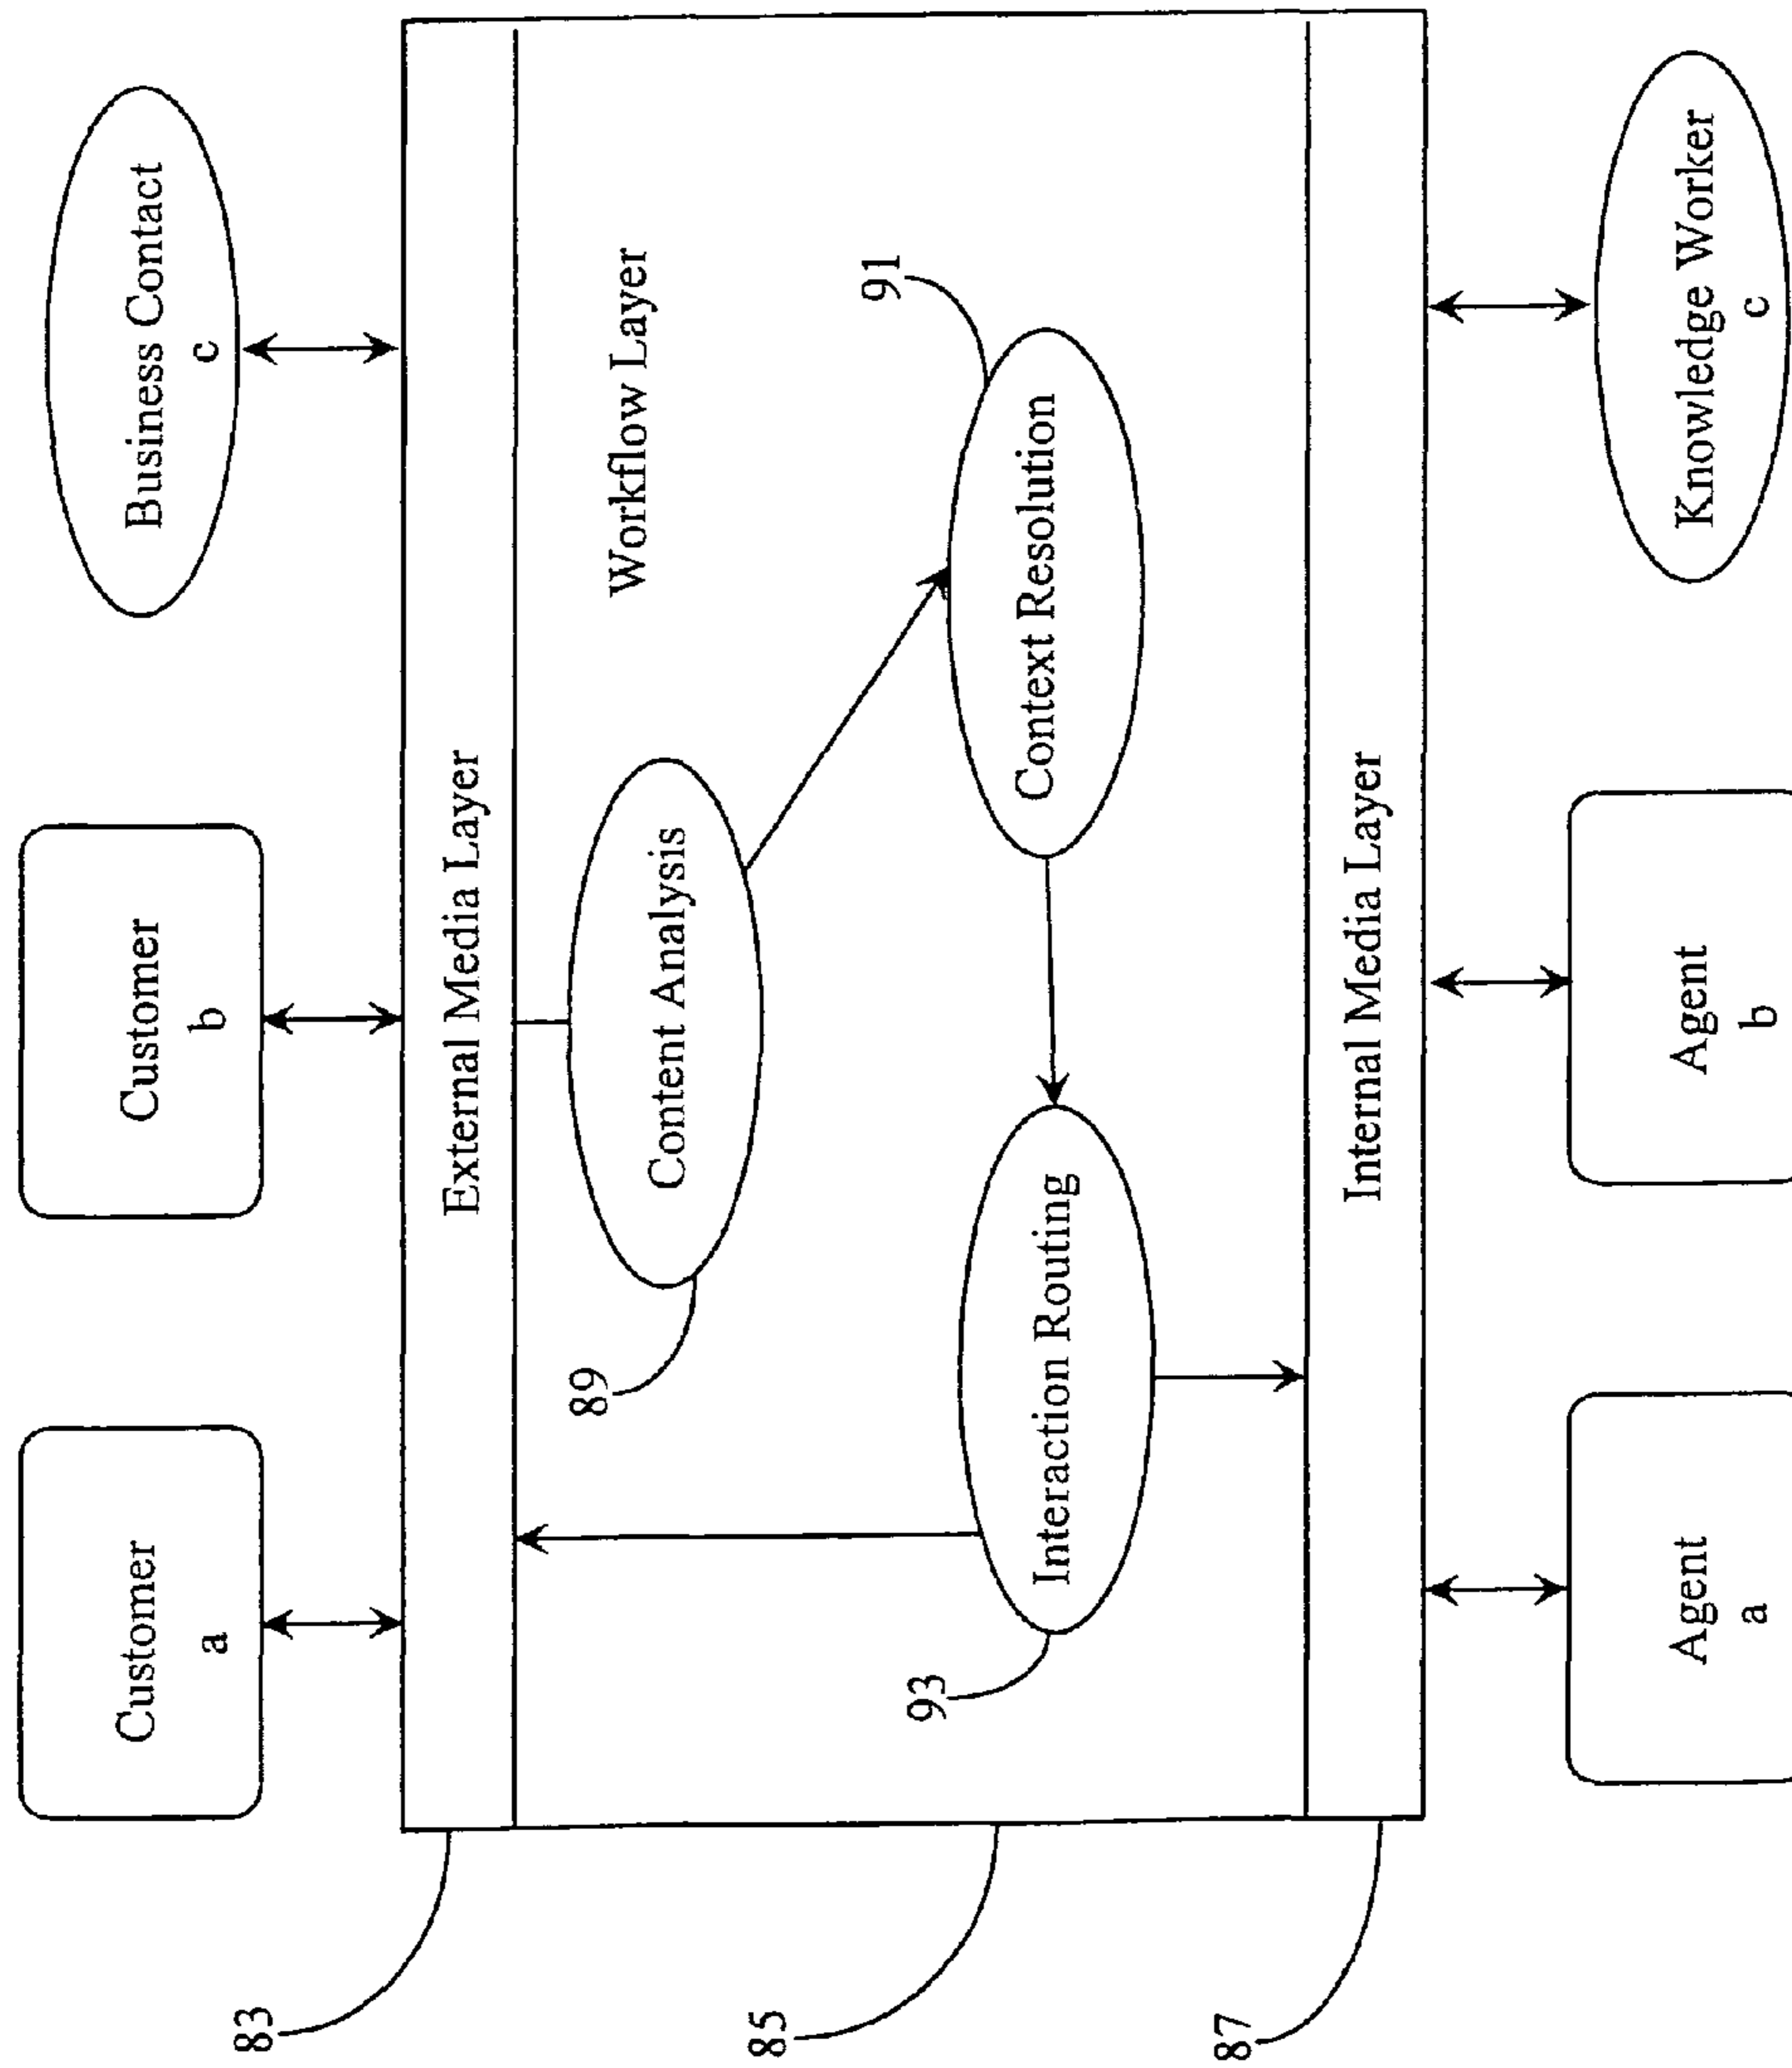 Customer
a
Customer
b
Business Contact
c
83
External Media Layer
Workflow Layer
89
Content Analysis
91
85
93
Interaction Routing
Context Resolution
87
Internal Media Layer
Agent
a
Agent
b
Knowledge Worker
c